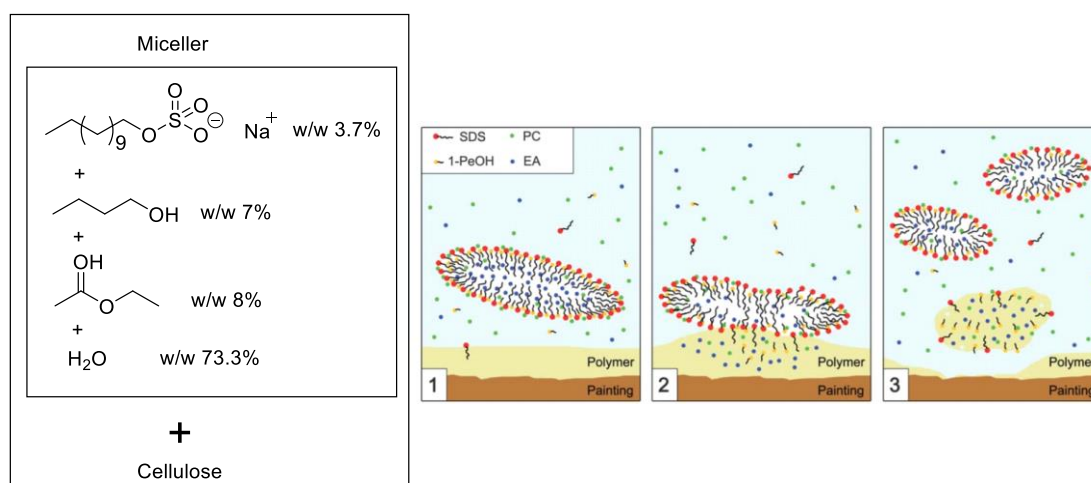 Miceller
O
S
O
O
O
9
Na+
w/w 3.7%
+
OH
w/w 7%
+
OH
O
w/w 8%
+
H2O
w/w 73.3%
+
Cellulose
SDS
PC
1-PeOH
EA
Polymer
1
Painting
Polymer
2
Painting
Polymer
3
Painting